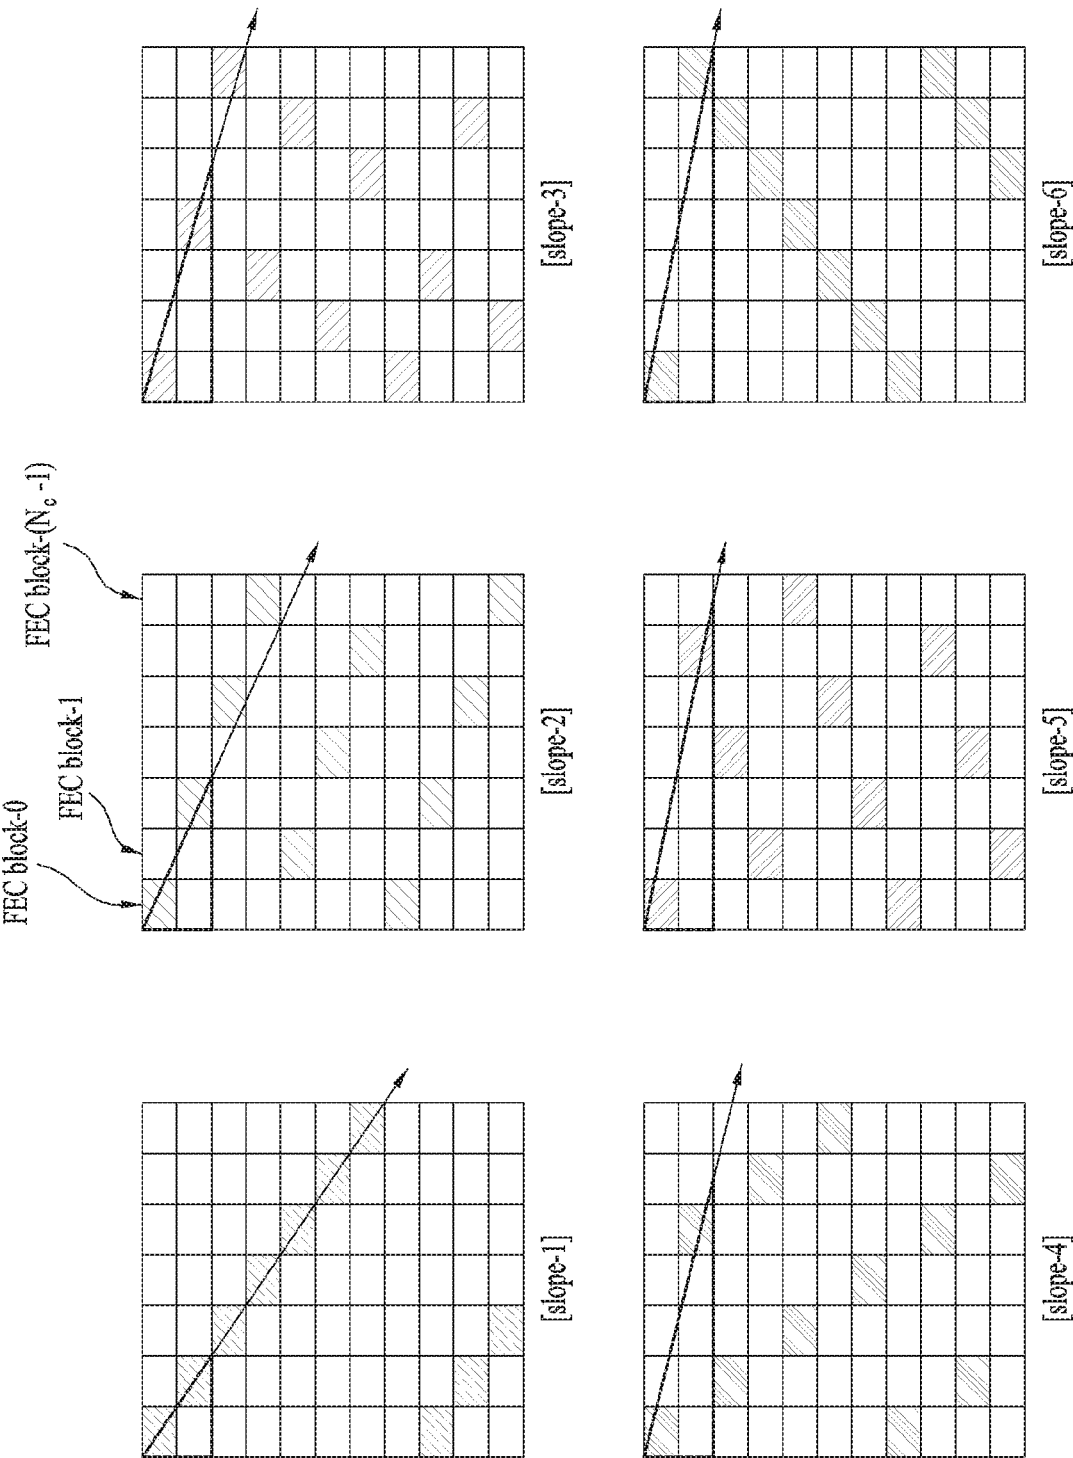 FEC block-0
FEC block-1
FEC block-(N c -1)
[slope-1]
[slope-2]
[slope-3]
[slope-4]
[slope-5]
[slope-6]